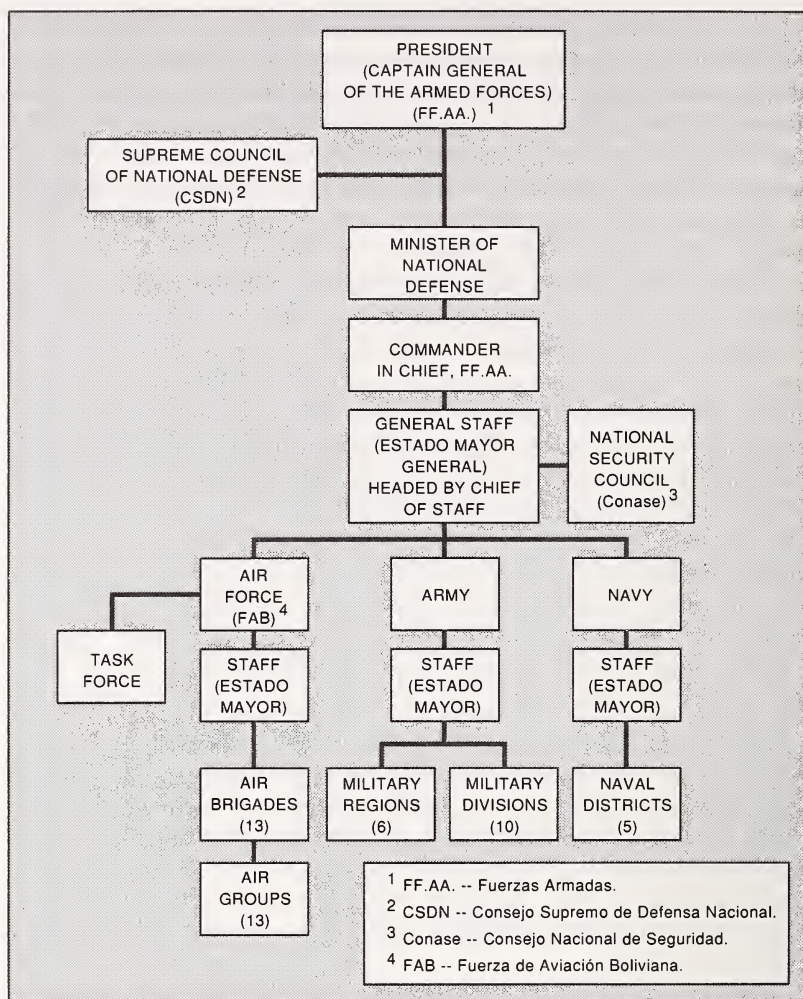 PRESIDENT
(CAPTAIN GENERAL
OF THE ARMED FORCES)
(FF.AA.) 1
SUPREME COUNCIL
OF NATIONAL DEFENSE
(CSDN) 2
MINISTER OF
NATIONAL
DEFENSE
COMMANDER
IN CHIEF, FF.AA.
GENERAL STAFF
(ESTADO MAYOR
GENERAL)
HEADED BY CHIEF
OF STAFF
NATIONAL
SECURITY
COUNCIL
(Conase) 3
AIR
FORCE
(FAB) 4
ARMY
NAVY
TASK
FORCE
STAFF
(ESTADO
MAYOR)
STAFF
(ESTADO
MAYOR)
STAFF
(ESTADO
MAYOR)
AIR
BRIGADES
(13)
MILITARY
REGIONS
(6)
MILITARY
DIVISIONS
(10)
NAVAL
DISTRICTS
(5)
AIR
GROUPS
(13)
1 FF.AA. -- Fuerzas Armadas.
2 CSDN -- Consejo Supremo de Defensa Nacional.
3 Conase -- Consejo Nacional de Seguridad.
4 FAB -- Fuerza de Aviación Boliviana.